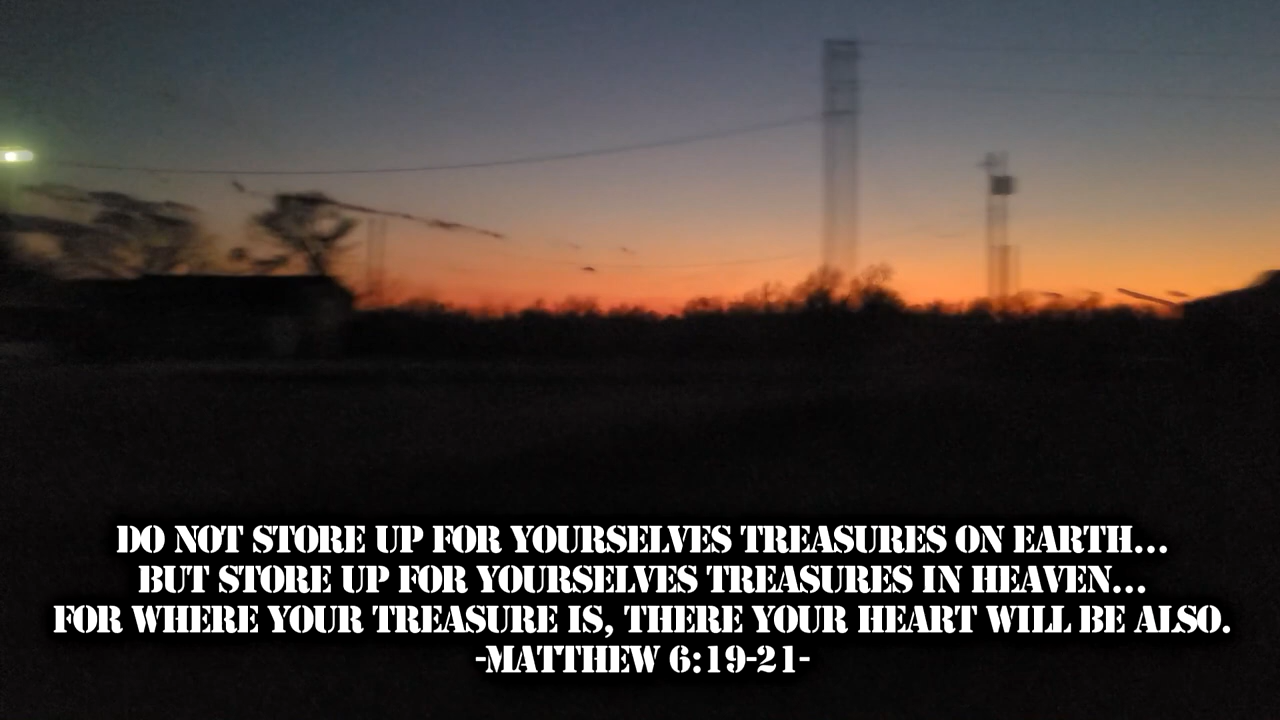 DO NOT STORE UP FOR YOURSELVES TREASURES ON EARTH...
BUT STORE UP FOR YOURSELVES TREASURES IN HEAVEN...
FOR WHERE YOUR TREASURE IS, THERE YOUR HEART WILL BE ALSO.
-MATTHEW 6:19-21-